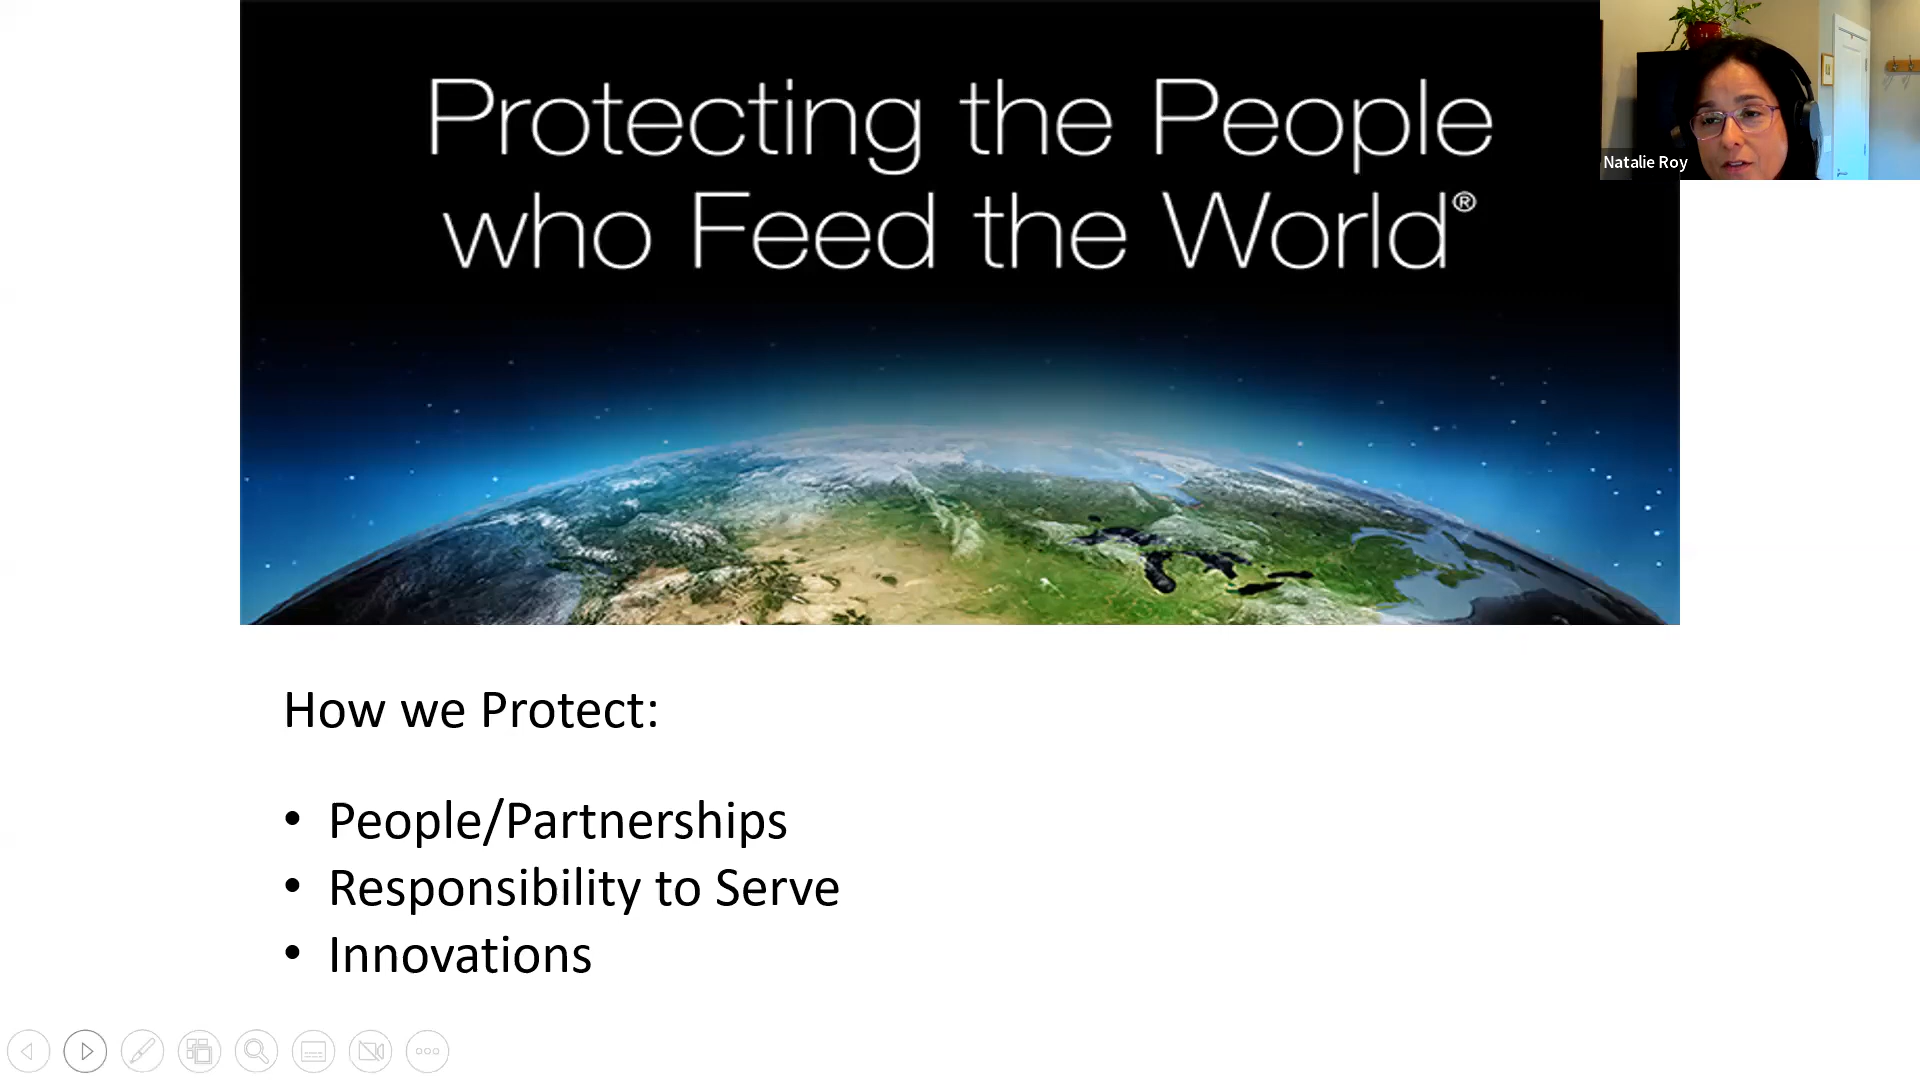 Protecting the People
who Feed the World®
Natalie Roy
How we Protect:
• People/Partnerships
• Responsibility to Serve
• Innovations